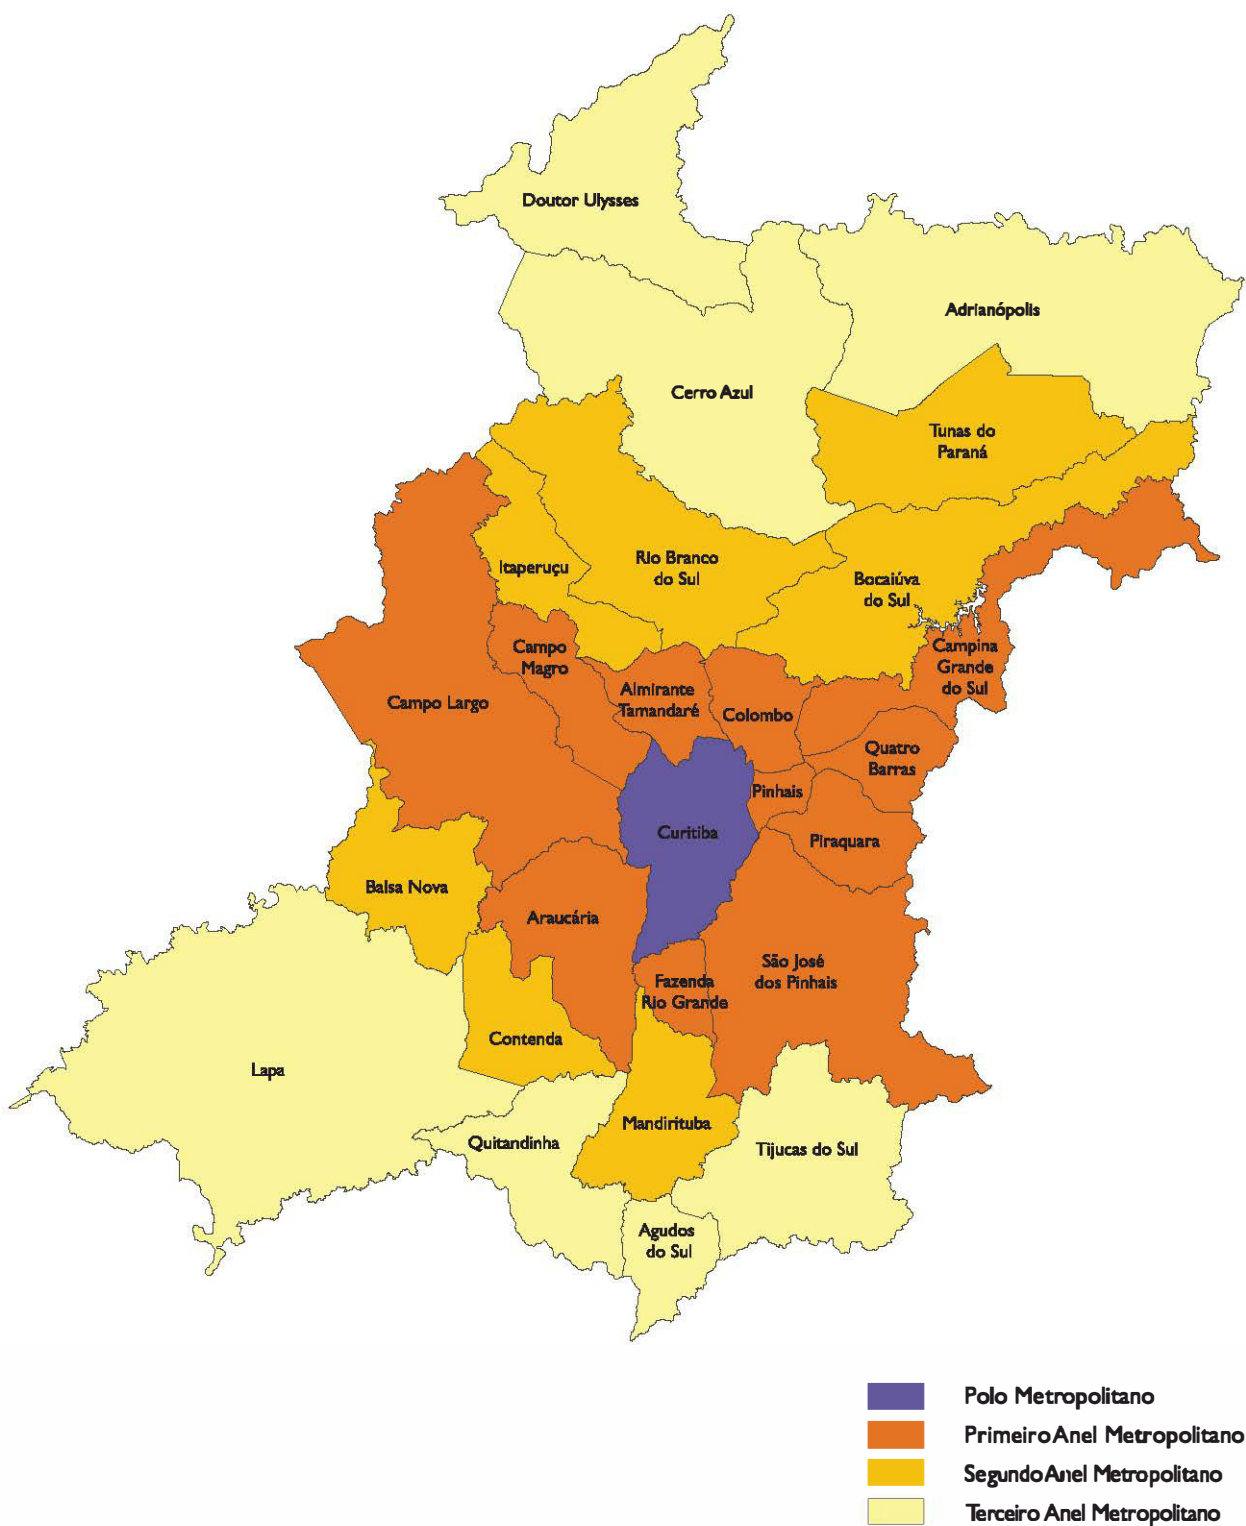 Doutor Ulysses
Adrianópolis
Cerro Azul
Tunas do
Paraná
Rio Branco
do Sul
Itaperuçu
Bocaiúva
do Sul
Campo
Magro
Campina
Grande
do Sul
Almirante
Tamandaré
Campo Largo
Colombo
Quatro
Barras
Pinhais
Curitiba
Piraquara
Balsa Nova
Araucária
São José
dos Pinhais
Fazenda
Rio Grande
Contenda
Lapa
Mandirituba
Quitandinha
Tijucas do Sul
Agudos
do Sul
Polo Metropolitano
Primeiro Anel Metropolitano
Segundo Anel Metropolitano
Terceiro Anel Metropolitano